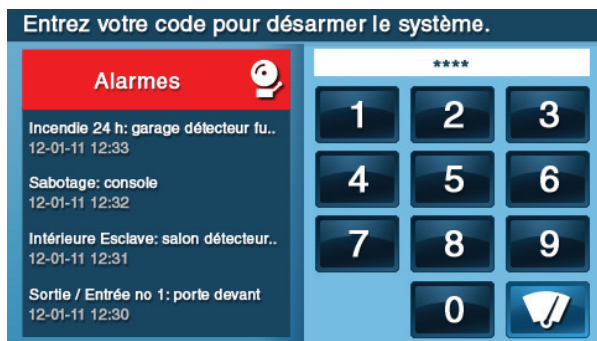 Entrez votre code pour désarmer le système.
Alarmes
Incendie 24 h: garage détecteur fu..
12-01-11 12:33
Sabotage: console
12-01-11 12:32
Intérieure Esclave: salon détecteur..
12-01-11 12:31
Sortie / Entrée no 1: porte devant
12-01-11 12:30
****
1 2 3
4 5 6
7 8 9
0